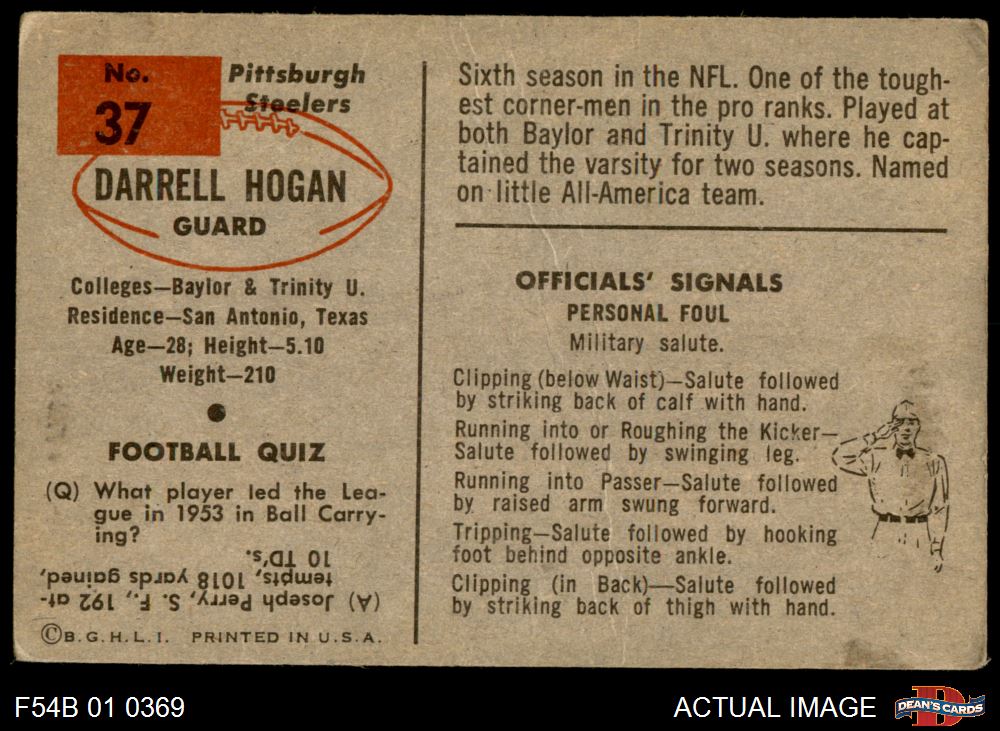 No.
37
Pittsburgh
Steelers
DARRELL HOGAN
GUARD
Colleges—Baylor & Trinity U.
Residence—San Antonio, Texas
Age—28; Height—5.10
Weight—210
FOOTBALL QUIZ
(Q) What player led the Lea-
gue in 1953 in Ball Carry-
ing?
(A) Joseph Perry, S. F., 192 at-
tempts, 1018 yards gained,
10 TD's.
©B.G.H.L.I. PRINTED IN U.S.A.
Sixth season in the NFL. One of the tough-
est corner-men in the pro ranks. Played at
both Baylor and Trinity U. where he cap-
tained the varsity for two seasons. Named
on little All-America team.
OFFICIALS' SIGNALS
PERSONAL FOUL
Military salute.
Clipping (below Waist)—Salute followed
by striking back of calf with hand.
Running into or Roughing the Kicker—
Salute followed by swinging leg.
Running into Passer—Salute followed
by raised arm swung forward.
Tripping—Salute followed by hooking
foot behind opposite ankle.
Clipping (in Back)—Salute followed
by striking back of thigh with hand.
F54B 01 0369
ACTUAL IMAGE
D
DEAN'S CARDS